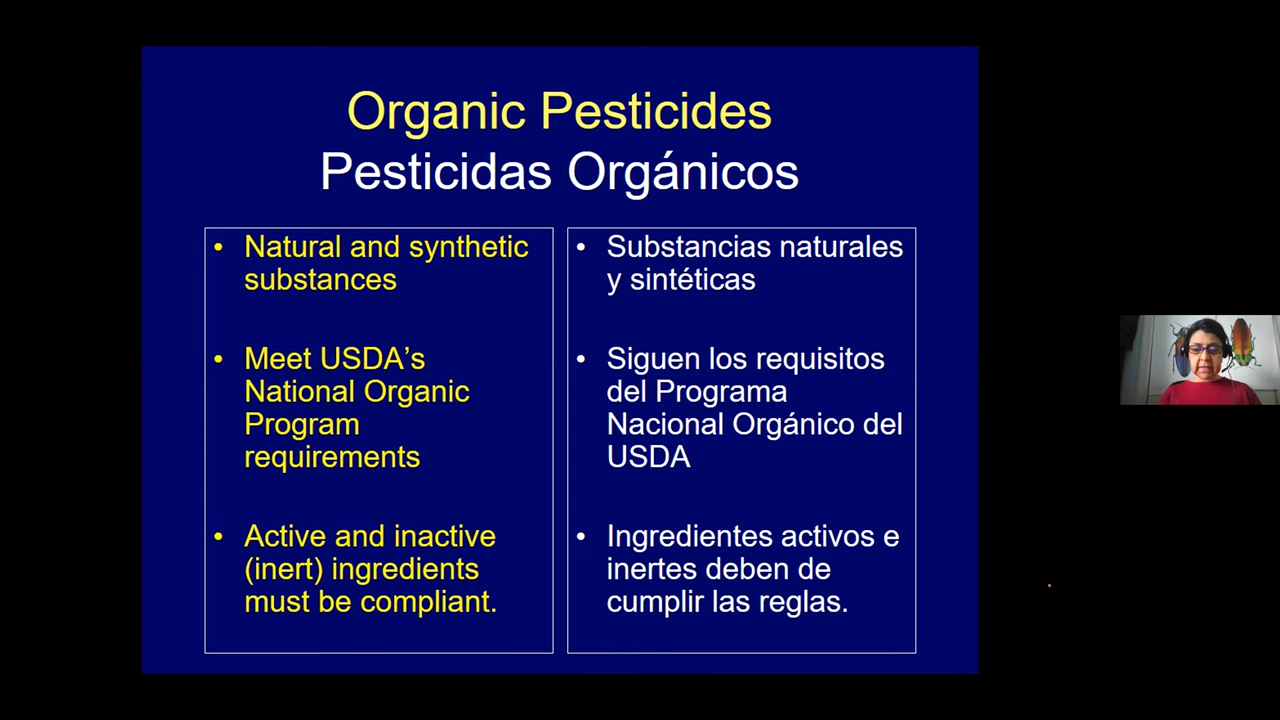 Organic Pesticides
Pesticidas Orgánicos
• Natural and synthetic
substances
• Meet USDA's
National Organic
Program
requirements
• Active and inactive
(inert) ingredients
must be compliant.
• Substancias naturales
y sintéticas
• Siguen los requisitos
del Programa
Nacional Orgánico del
USDA
• Ingredientes activos e
inertes deben de
cumplir las reglas.